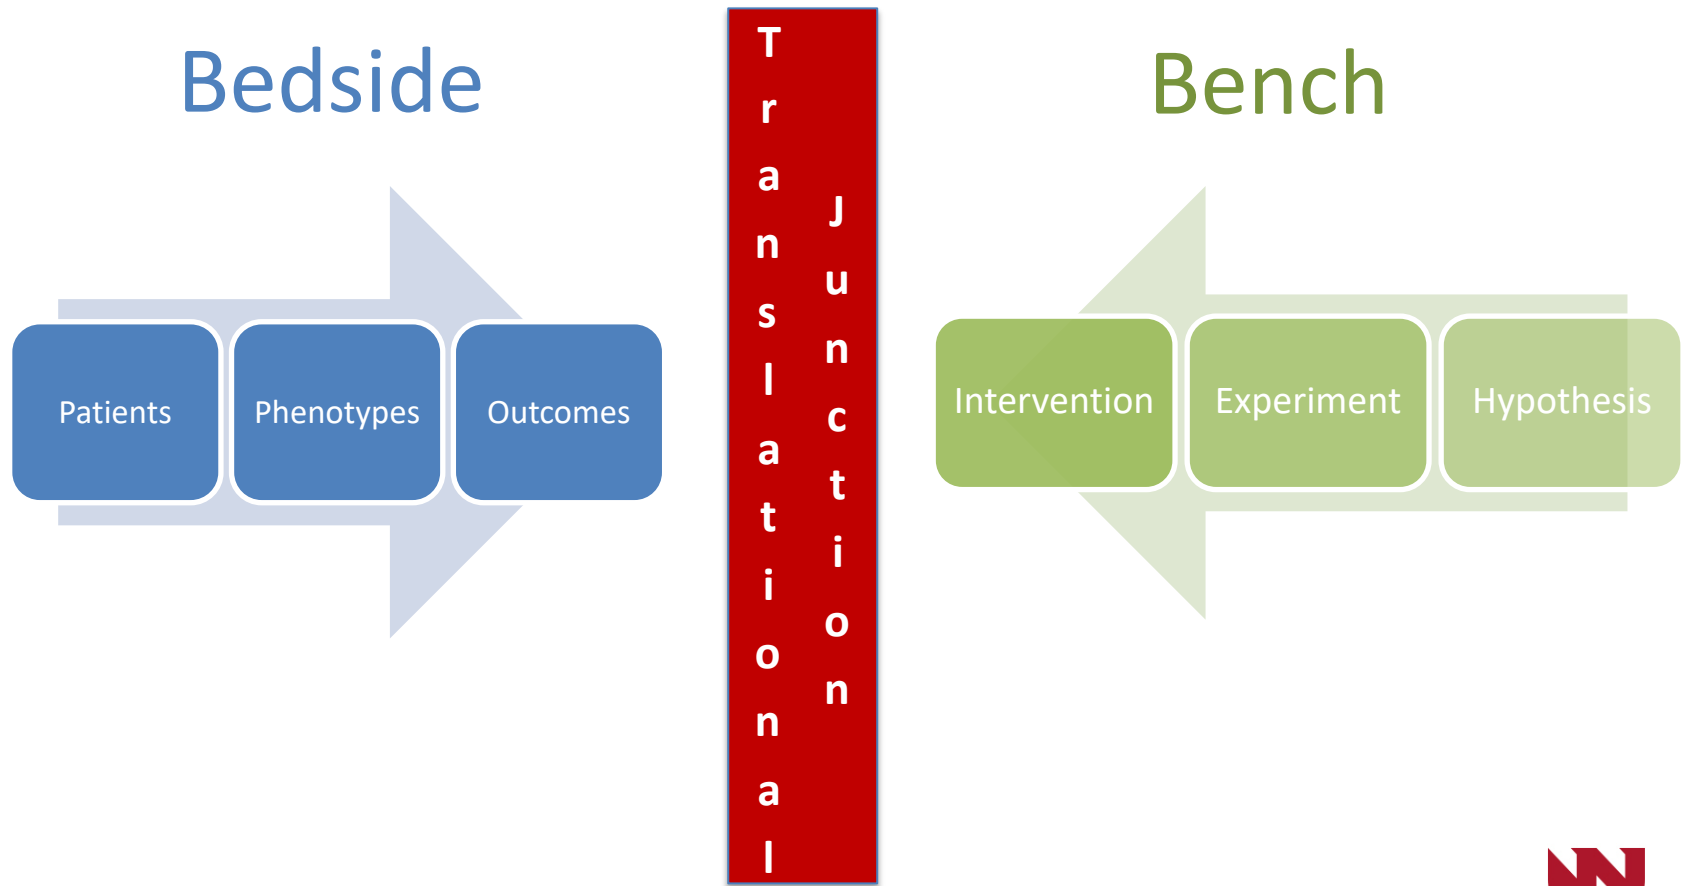 Bedside
Patients
Phenotypes
Outcomes
Translational
Junction
Bench
Intervention
Experiment
Hypothesis